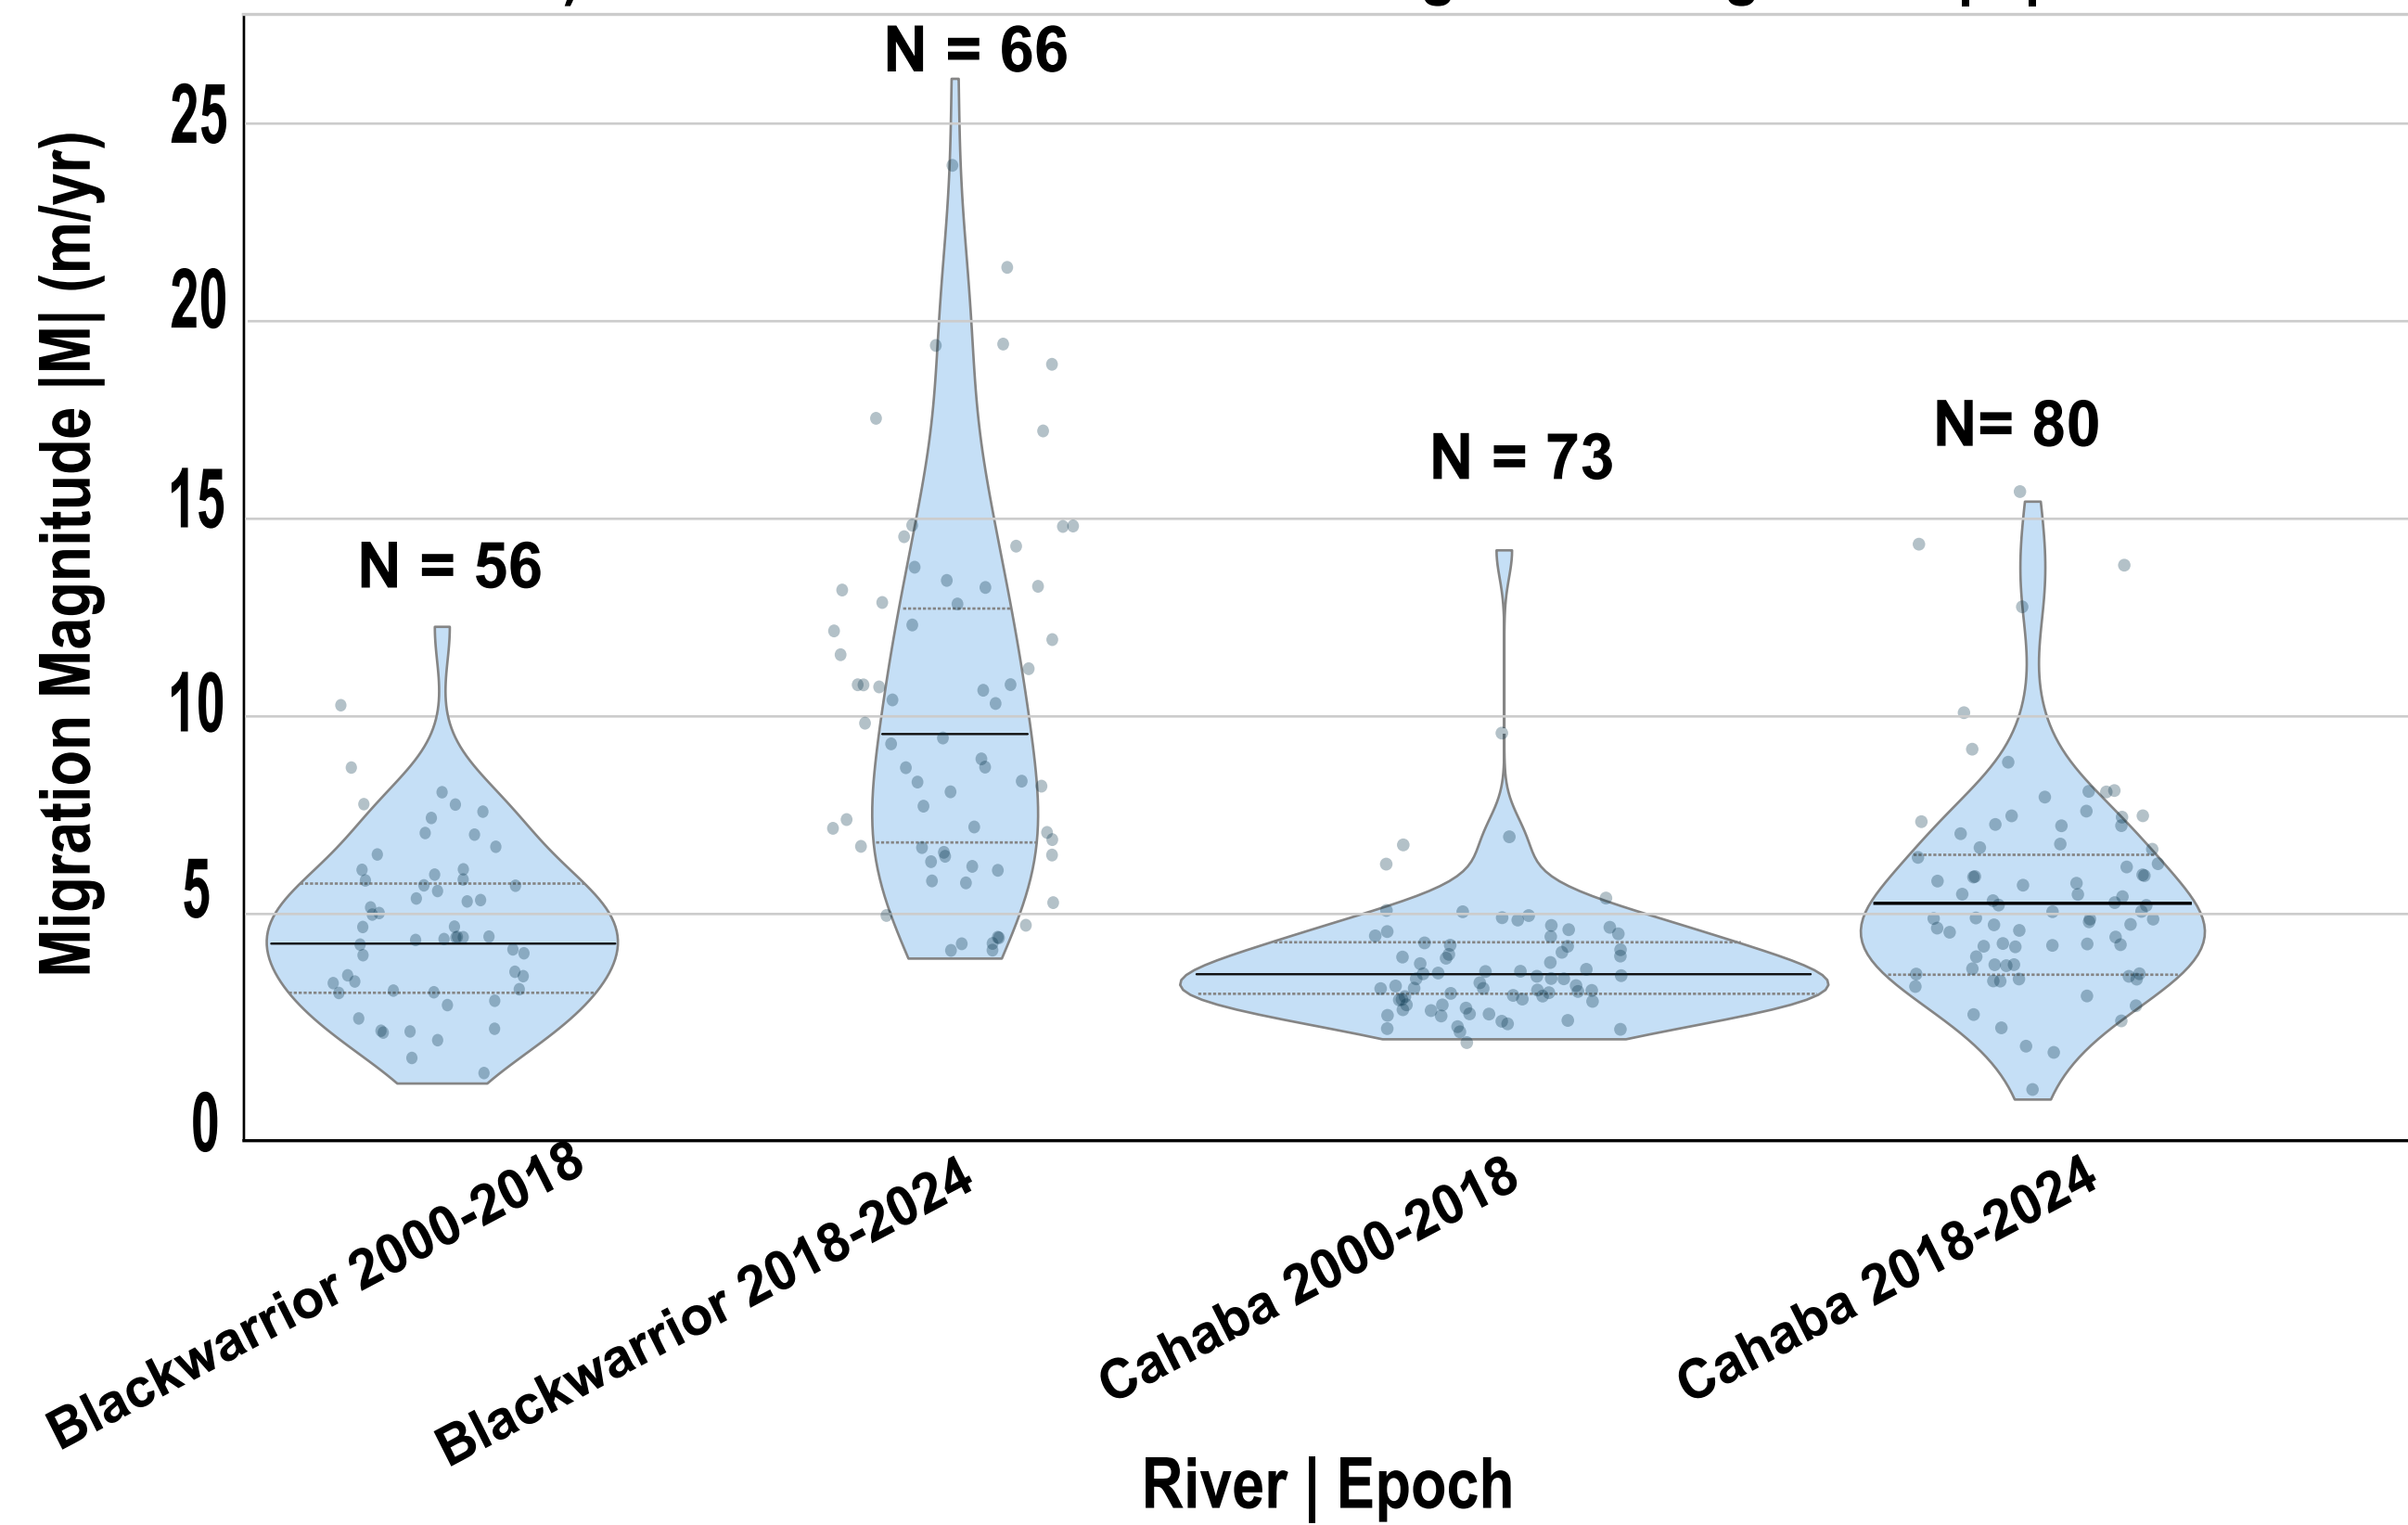 N = 66
25
20
N = 73
N= 80
15
N = 56
10
5
0
Migration Magnitude |M| (m/yr)
Blackwarrior 2000-2018
Blackwarrior 2018-2024
Cahaba 2000-2018
Cahaba 2018-2024
River | Epoch